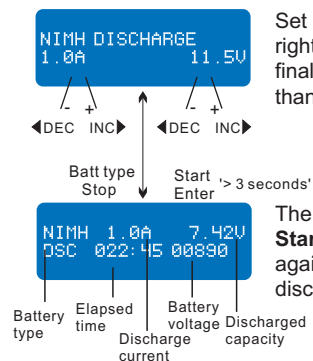 NIMH DISCHARGE
1.0A 11.5V
- + - +
◀DEC INC▶ ◀DEC INC▶
Set
right
final
than
Batt type
Stop
Start
Enter
'> 3 seconds'
NIMH 1.0A 7.42V
DSC 022:45 00890
The
Star
agai
disc
Battery
type
Elapsed
time
Discharge
current
Battery
voltage
Discharged
capacity